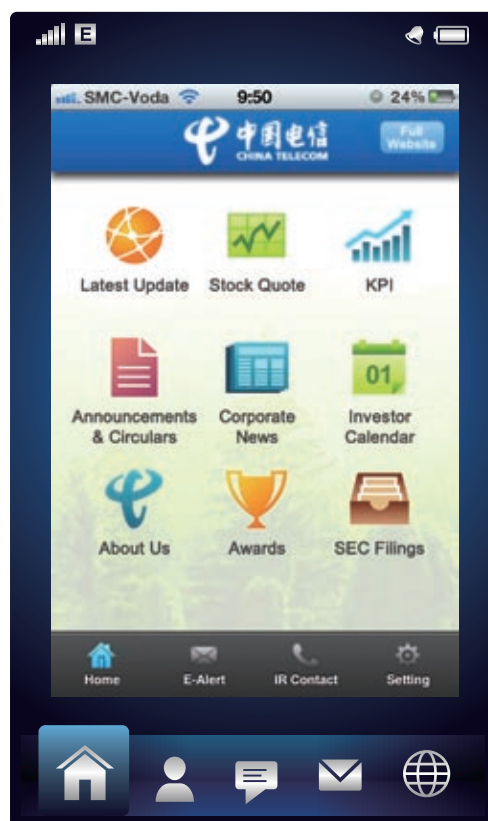 E
SMC-Voda 9:50 24%
中国电信
CHINA TELECOM
Full
Website
Latest Update Stock Quote KPI
Announcements
& Circulars
Corporate
News
01
Investor
Calendar
About Us Awards SEC Filings
Home E-Alert IR Contact Setting